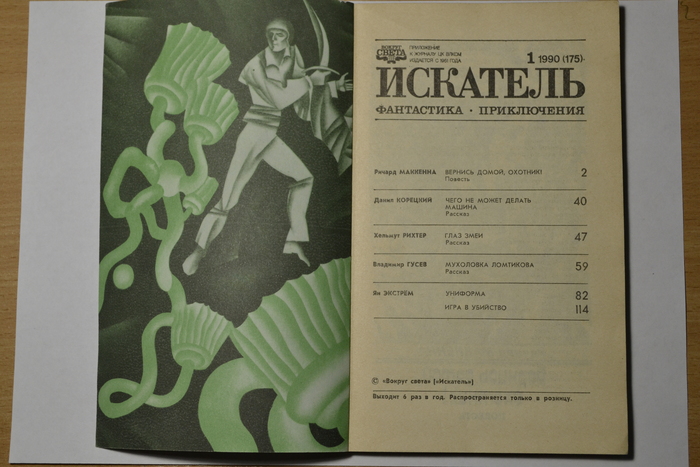 ВОКРУГ
СВЕТА
ПРИЛОЖЕНИЕ
К ЖУРНАЛУ ЦК ВЛКСМ
ИЗДАЕТСЯ С 1961 ГОДА
1 1990 (175)
ИСКАТЕЛЬ
ФАНТАСТИКА • ПРИКЛЮЧЕНИЯ
Ричард МАККЕННА ВЕРНИСЬ ДОМОЙ, ОХОТНИК! 2
Повесть
Данил КОРЕЦКИЙ ЧЕГО НЕ МОЖЕТ ДЕЛАТЬ 40
МАШИНА
Рассказ
Хельмут РИХТЕР ГЛАЗ ЗМЕИ 47
Рассказ
Владимир ГУСЕВ МУХОЛОВКА ЛОМТИКОВА 59
Рассказ
Ян ЭКСТРЕМ УНИФОРМА 82
ИГРА В УБИЙСТВО 114
© «Вокруг света» [«Искатель»]
Выходит 6 раз в год. Распространяется только в розницу.